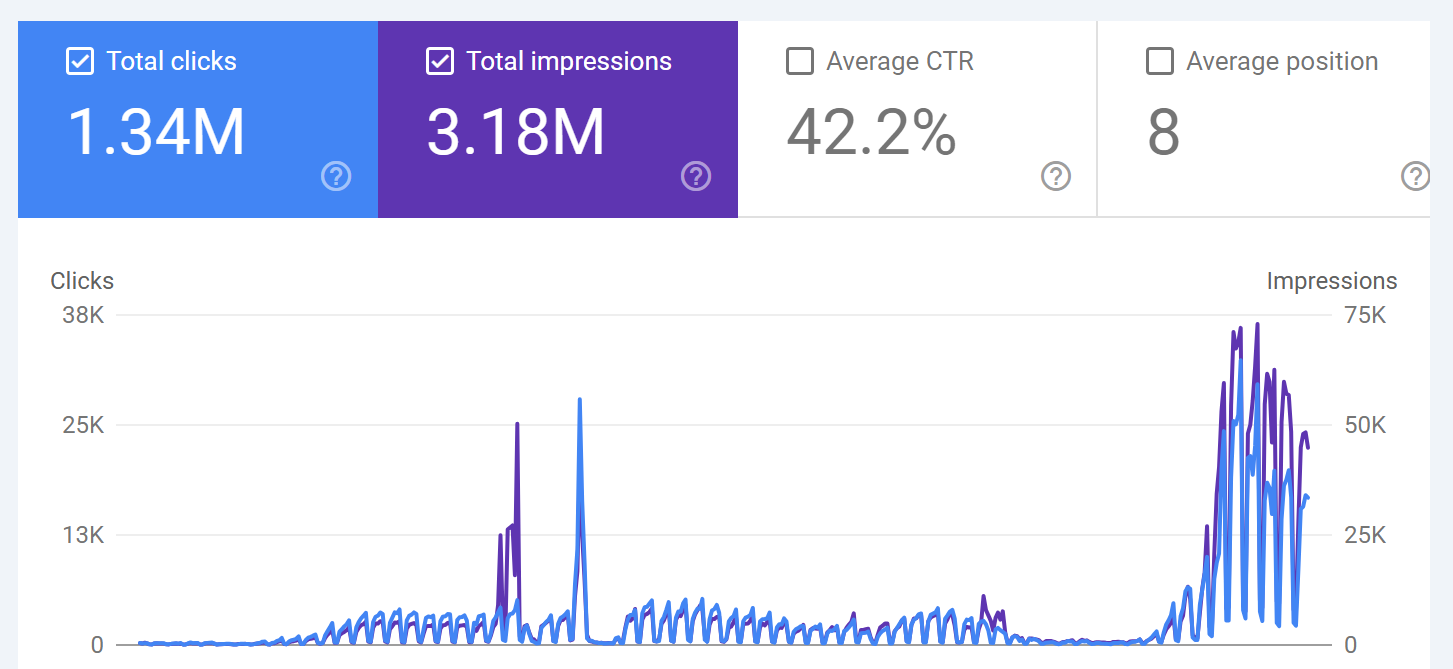 Total clicks
1.34M
Total impressions
3.18M
Average CTR
42.2%
Average position
8
Clicks
Impressions
38K
75K
25K
50K
13K
25K
0
0